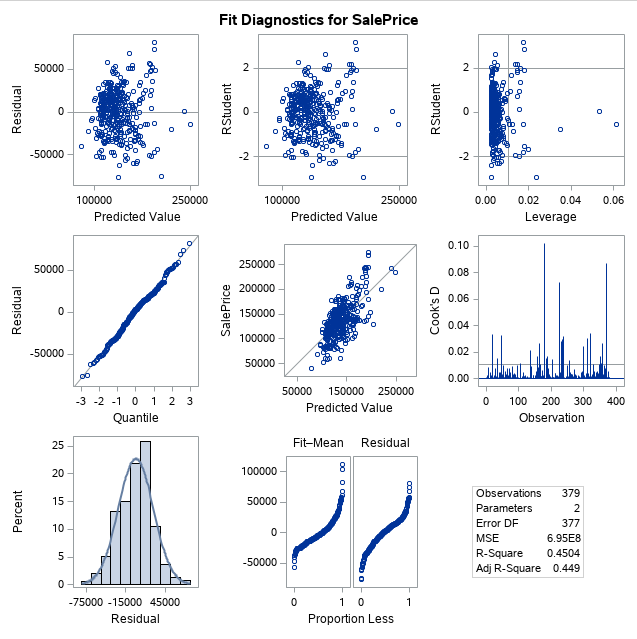 Fit Diagnostics for SalePrice
Residual
50000
0
-50000
100000 250000
Predicted Value
RStudent
2
0
-2
100000 250000
Predicted Value
RStudent
2
0
-2
0.00 0.02 0.04 0.06
Leverage
Residual
50000
0
-50000
-3 -2 -1 0 1 2 3
Quantile
SalePrice
250000
200000
150000
100000
50000
50000 150000 250000
Predicted Value
Cook's D
0.10
0.08
0.06
0.04
0.02
0.00
0 100 200 300 400
Observation
Percent
25
20
15
10
5
0
-75000 -15000 45000
Residual
Fit–Mean Residual
100000
50000
0
-50000
0 1 0 1
Proportion Less
Observations 379
Parameters 2
Error DF 377
MSE 6.95E8
R-Square 0.4504
Adj R-Square 0.449